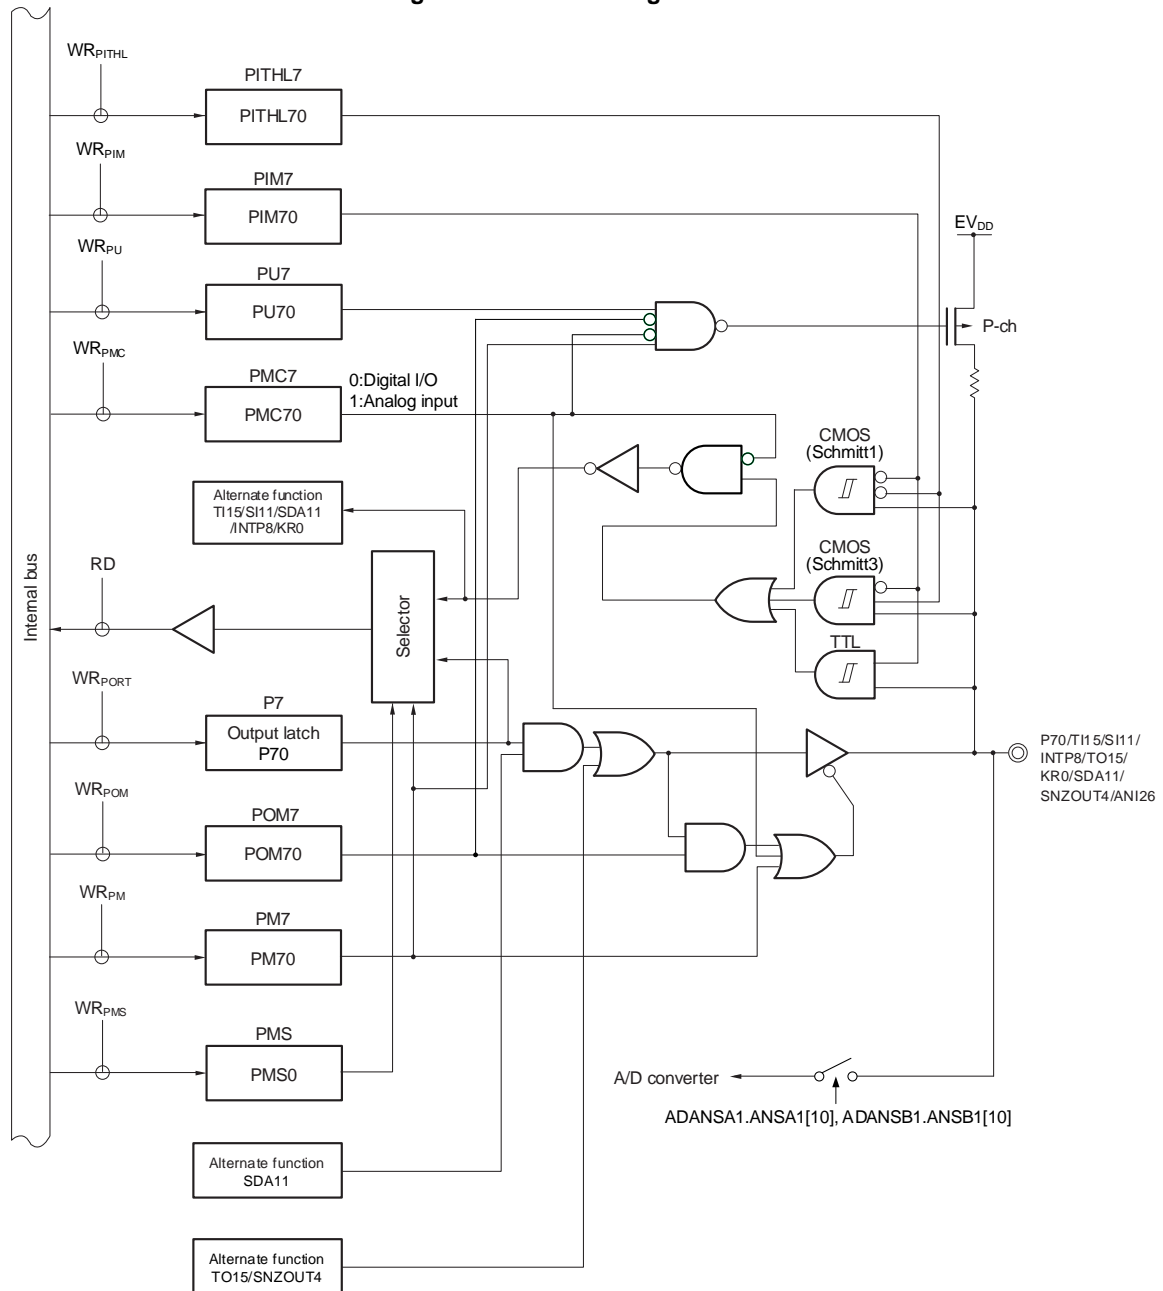 WRPITHL
PITHL7
PITHL70
WRPIM
PIM7
PIM70
WRPU
PU7
PU70
EVDD
P-ch
WRPMC
PMC7
0:Digital I/O
1:Analog input
PMC70
CMOS
(Schmitt1)
Alternate function
TI15/SI11/SDA11
/INTP8/KR0
CMOS
(Schmitt3)
Internal bus
RD
Selector
TTL
WRPORT
P7
Output latch
P70
P70/TI15/SI11/
INTP8/TO15/
KR0/SDA11/
SNZOUT4/ANI26
WRPOM
POM7
POM70
WRPM
PM7
PM70
WRPMS
PMS
PMS0
A/D converter
ADANSA1.ANSA1[10], ADANSB1.ANSB1[10]
Alternate function
SDA11
Alternate function
TO15/SNZOUT4